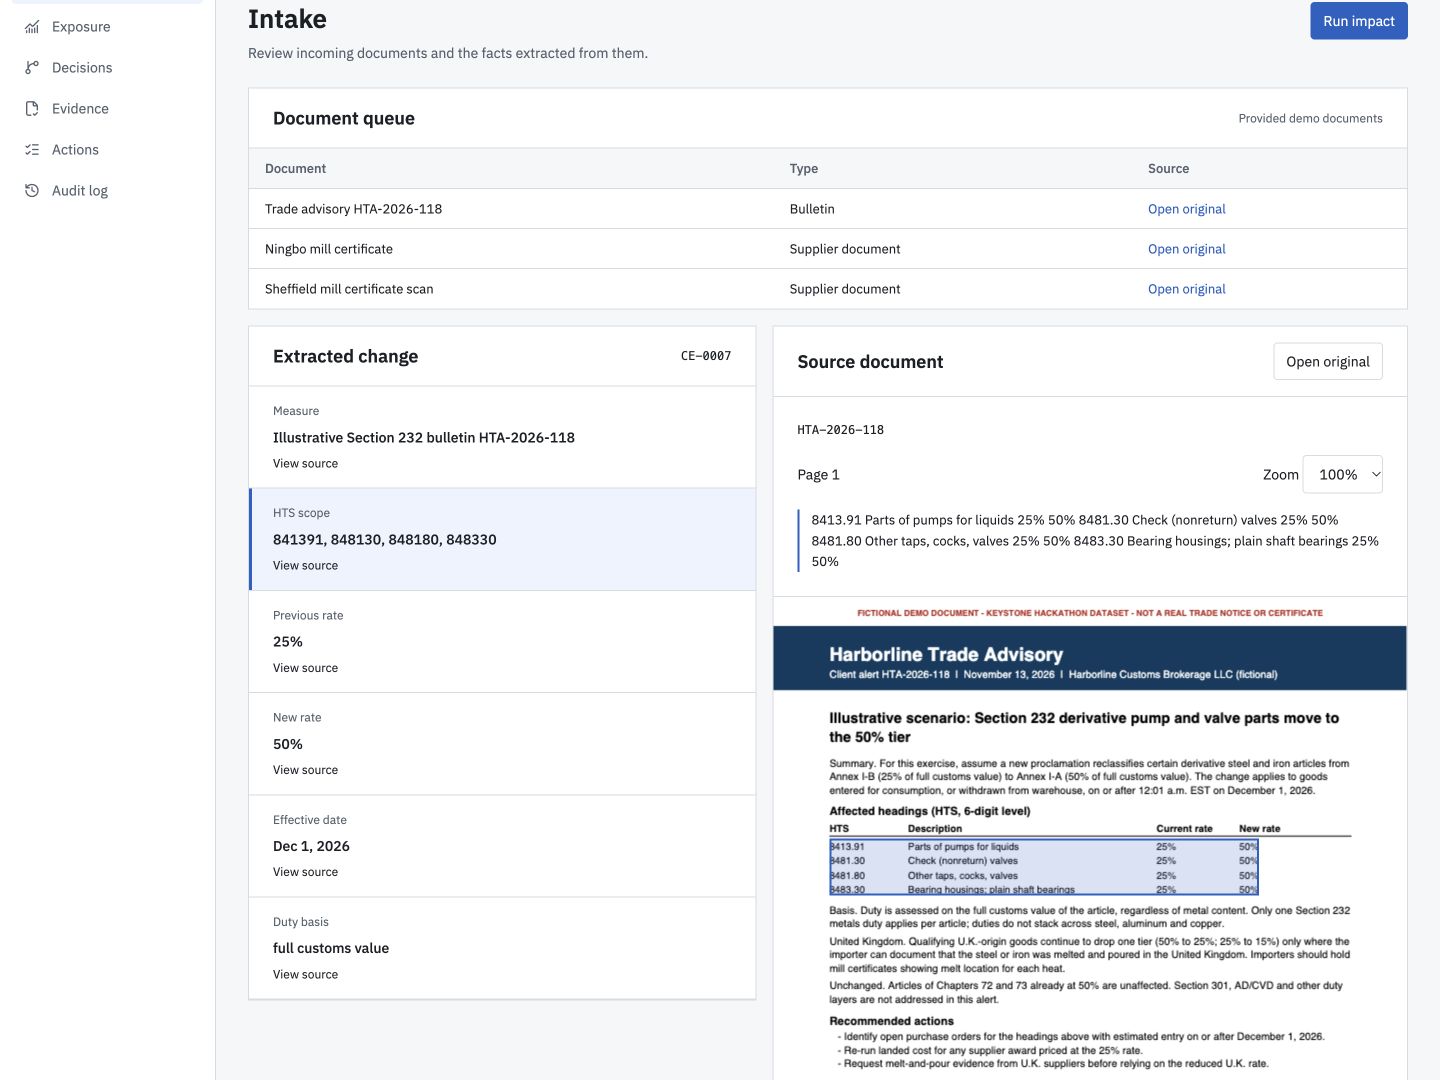 Exposure
Decisions
Evidence
Actions
Audit log
Intake
Review incoming documents and the facts extracted from them.
Run impact
Document queue
Provided demo documents
Document Type Source
Trade advisory HTA-2026-118 Bulletin Open original
Ningbo mill certificate Supplier document Open original
Sheffield mill certificate scan Supplier document Open original
Extracted change
CE-0007
Measure
Illustrative Section 232 bulletin HTA-2026-118
View source
HTS scope
841391, 848130, 848180, 848330
View source
Previous rate
25%
View source
New rate
50%
View source
Effective date
Dec 1, 2026
View source
Duty basis
full customs value
View source
Source document
Open original
HTA-2026-118
Page 1
Zoom 100%
8413.91 Parts of pumps for liquids 25% 50% 8481.30 Check (nonreturn) valves 25% 50%
8481.80 Other taps, cocks, valves 25% 50% 8483.30 Bearing housings; plain shaft bearings 25%
50%
FICTIONAL DEMO DOCUMENT - KEYSTONE HACKATHON DATASET - NOT A REAL TRADE NOTICE OR CERTIFICATE
Harborline Trade Advisory
Client alert HTA-2026-118 | November 13, 2026 | Harborline Customs Brokerage LLC (fictional)
Illustrative scenario: Section 232 derivative pump and valve parts move to
the 50% tier
Summary. For this exercise, assume a new proclamation reclassifies certain derivative steel and iron articles from
Annex I-B (25% of full customs value) to Annex I-A (50% of full customs value). The change applies to goods
entered for consumption, or withdrawn from warehouse, on or after 12:01 a.m. EST on December 1, 2026.
Affected headings (HTS, 6-digit level)
HTS Description Current rate New rate
8413.91 Parts of pumps for liquids 25% 50%
8481.30 Check (nonreturn) valves 25% 50%
8481.80 Other taps, cocks, valves 25% 50%
8483.30 Bearing housings; plain shaft bearings 25% 50%
Basis. Duty is assessed on the full customs value of the article, regardless of metal content. Only one Section 232
metals duty applies per article; duties do not stack across steel, aluminum and copper.
United Kingdom. Qualifying U.K.-origin goods continue to drop one tier (50% to 25%; 25% to 15%) only where the
importer can document that the steel or iron was melted and poured in the United Kingdom. Importers should hold
mill certificates showing melt location for each heat.
Unchanged. Articles of Chapters 72 and 73 already at 50% are unaffected. Section 301, AD/CVD and other duty
layers are not addressed in this alert.
Recommended actions
- Identify open purchase orders for the headings above with estimated entry on or after December 1, 2026.
- Re-run landed cost for any supplier award priced at the 25% rate.
- Request melt-and-pour evidence from U.K. suppliers before relying on the reduced U.K. rate.